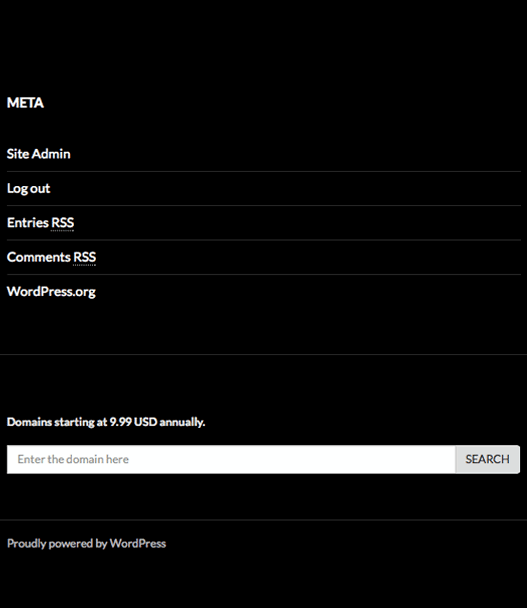 META
Site Admin
Log out
Entries RSS
Comments RSS
WordPress.org
Domains starting at 9.99 USD annually.
Enter the domain here
SEARCH
Proudly powered by WordPress